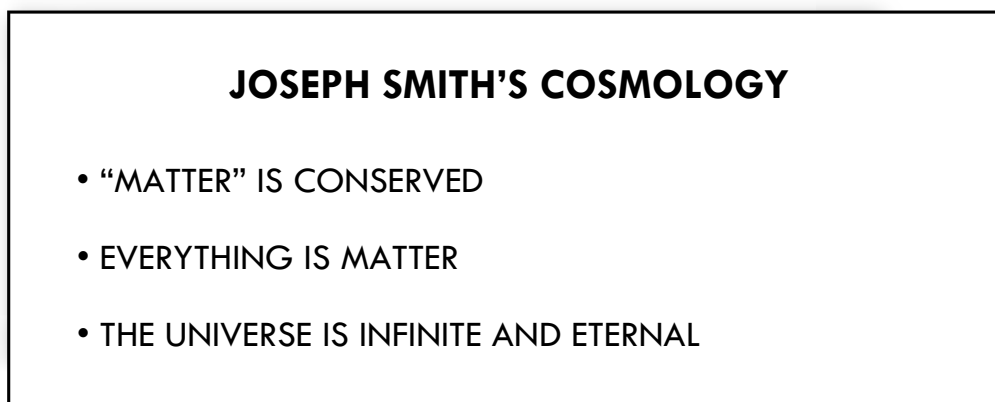 JOSEPH SMITH’S COSMOLOGY
• “MATTER” IS CONSERVED
• EVERYTHING IS MATTER
• THE UNIVERSE IS INFINITE AND ETERNAL